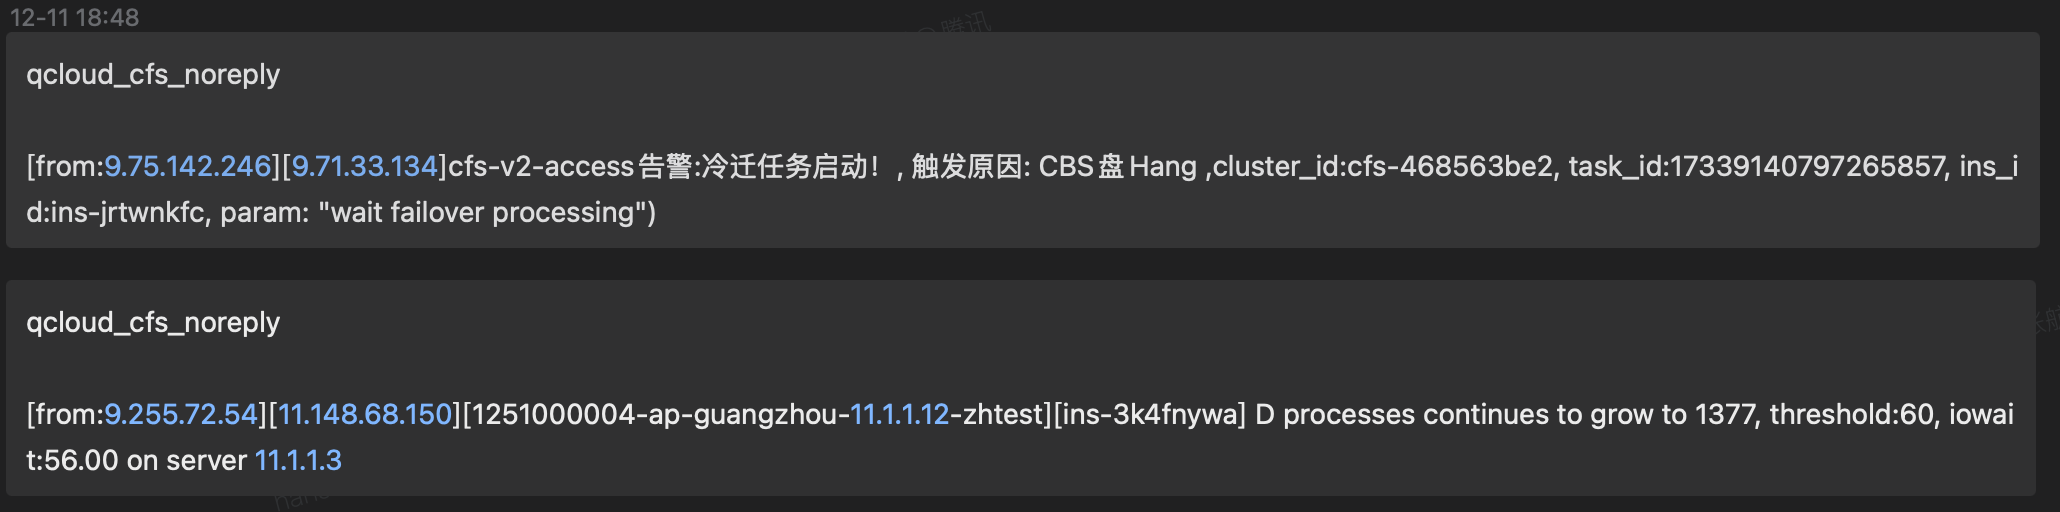 12-11 18:48
@腾讯
qcloud_cfs_noreply
[from:9.75.142.246][9.71.33.134]cfs-v2-access告警:冷迁任务启动！, 触发原因: CBS盘Hang ,cluster_id:cfs-468563be2, task_id:17339140797265857, ins_i
d:ins-jrtwnkfc, param: "wait failover processing")
qcloud_cfs_noreply
[from:9.255.72.54][11.148.68.150][1251000004-ap-guangzhou-11.1.1.12-zhtest][ins-3k4fnywa] D processes continues to grow to 1377, threshold:60, iowai
t:56.00 on server 11.1.1.3